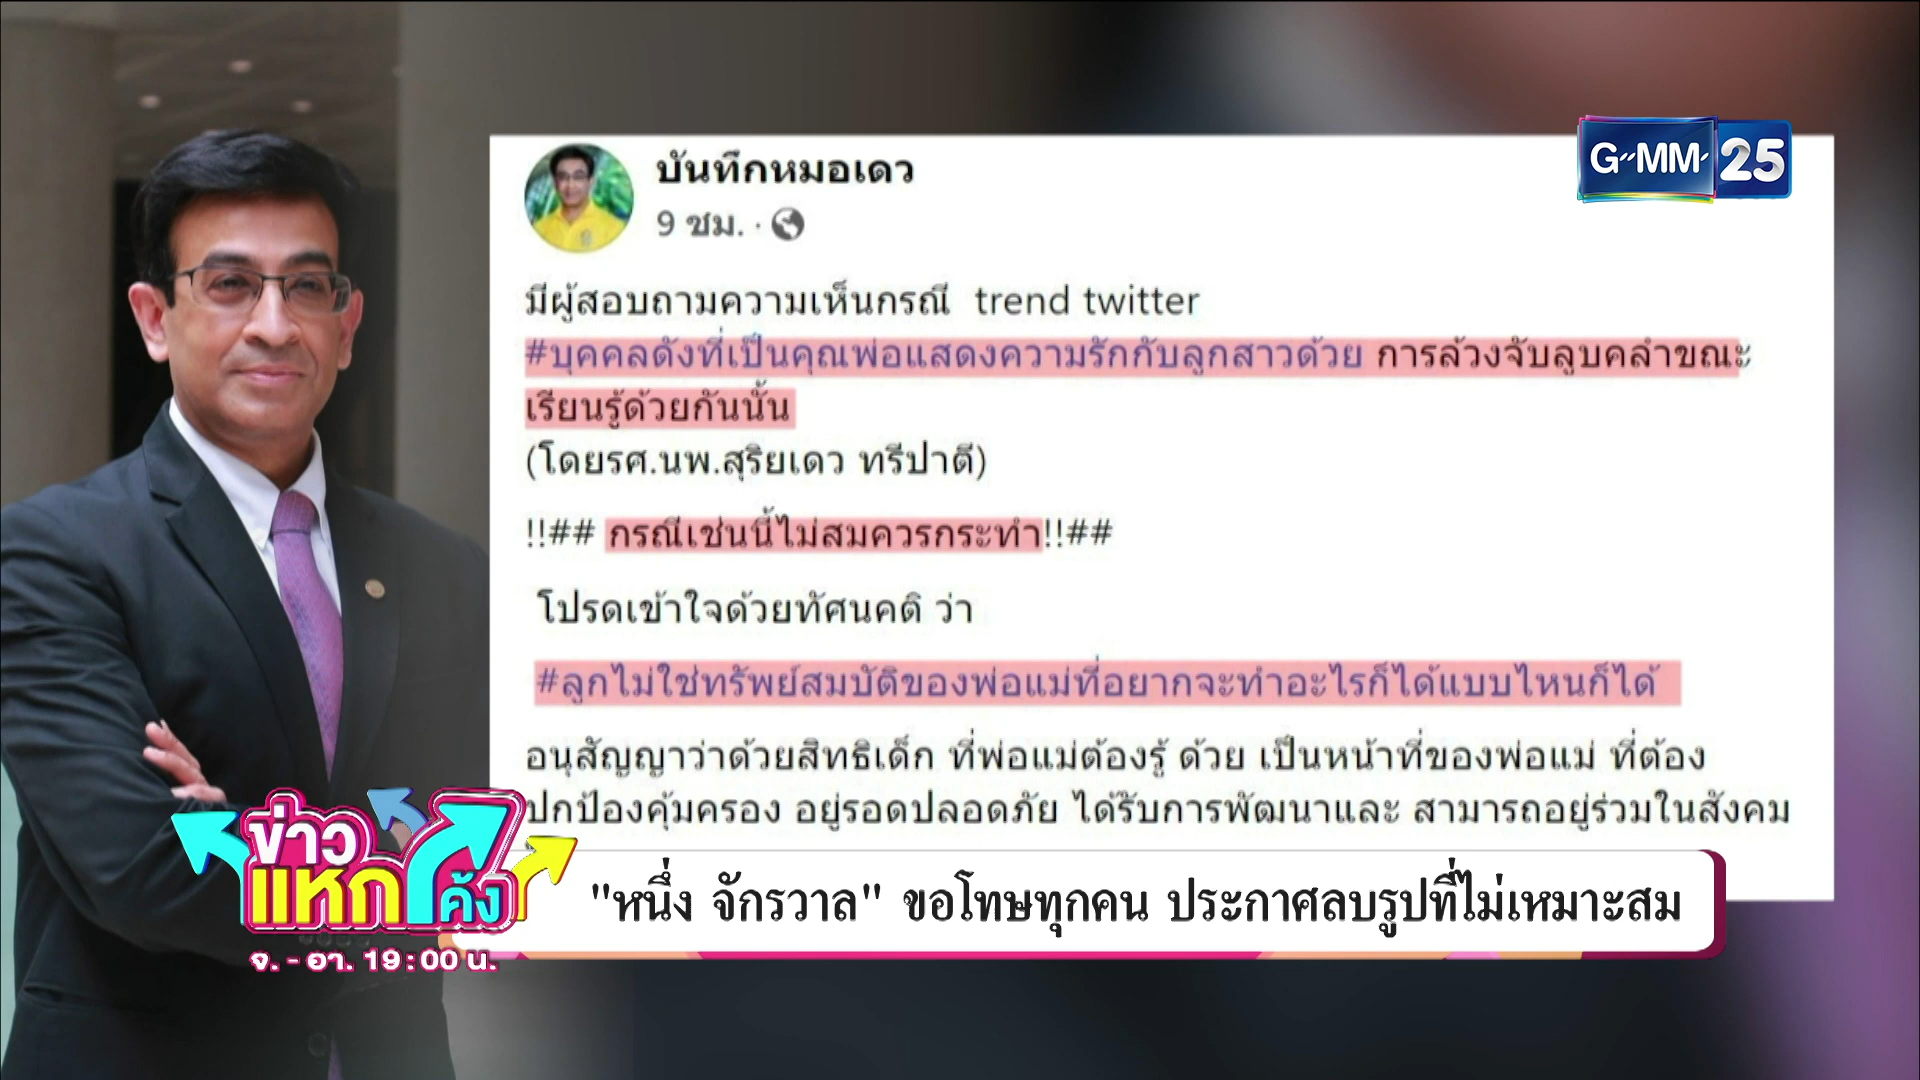 G"MM' 25
บันทึกหมอเดว
9 ชม. ·
มีผู้สอบถามความเห็นกรณี trend twitter
#บุคคลดังที่เป็นคุณพ่อแสดงความรักกับลูกสาวด้วย การล้วงจับลูบคลำขณะ
เรียนรู้ด้วยกันนั้น
(โดยรศ.นพ.สุริยเดว ทรีปาตี)
!!## กรณีเช่นนี้ไม่สมควรกระทำ!!##
โปรดเข้าใจด้วยทัศนคติ ว่า
#ลูกไม่ใช่ทรัพย์สมบัติของพ่อแม่ที่อยากจะทำอะไรก็ได้แบบไหนก็ได้
อนุสัญญาว่าด้วยสิทธิเด็ก ที่พ่อแม่ต้องรู้ ด้วย เป็นหน้าที่ของพ่อแม่ ที่ต้อง
ปกป้องคุ้มครอง อยู่รอดปลอดภัย ได้รับการพัฒนาและ สามารถอยู่ร่วมในสังคม
ข่าว
แหกโค้ง
"หนึ่ง จักรวาล" ขอโทษทุกคน ประกาศลบรูปที่ไม่เหมาะสม
จ. - อา. 19:00 น.